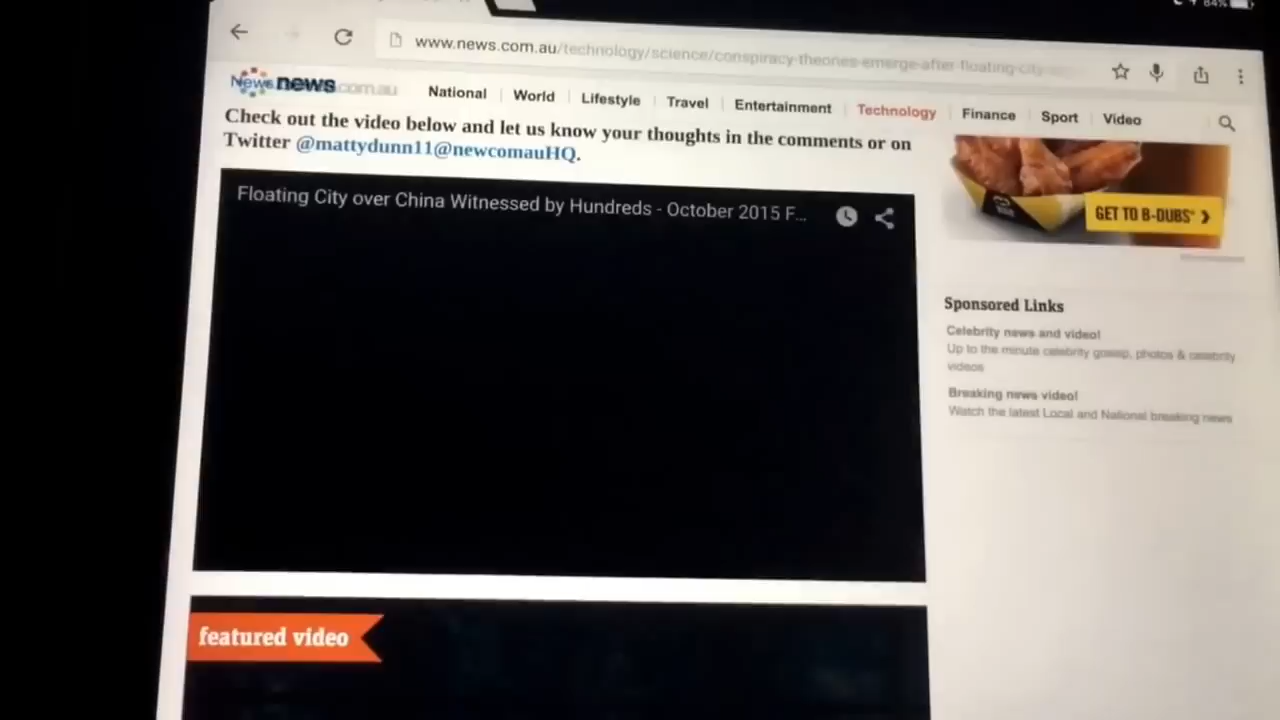 84%
www.news.com.au/technology/science/conspiracy-theories-emerge-after-floating-city-
News news.com.au
National World Lifestyle Travel Entertainment Technology Finance Sport Video
Check out the video below and let us know your thoughts in the comments or on
Twitter @mattydunn11@newcomauHQ.
GET TO B-DUBS®
Floating City over China Witnessed by Hundreds - October 2015 F...
Sponsored Links
Celebrity news and video!
Up to the minute celebrity gossip, photos & celebrity
videos
Breaking news video!
Watch the latest Local and National breaking news
featured video